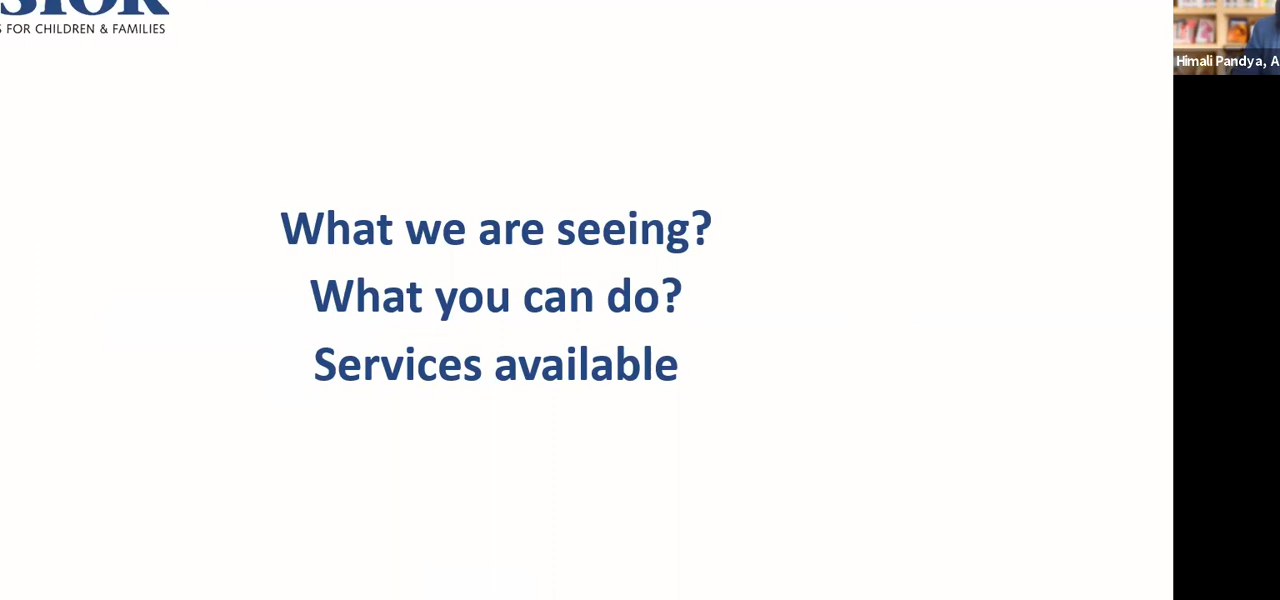 FOR CHILDREN & FAMILIES
Himali Pandya, A
What we are seeing?
What you can do?
Services available